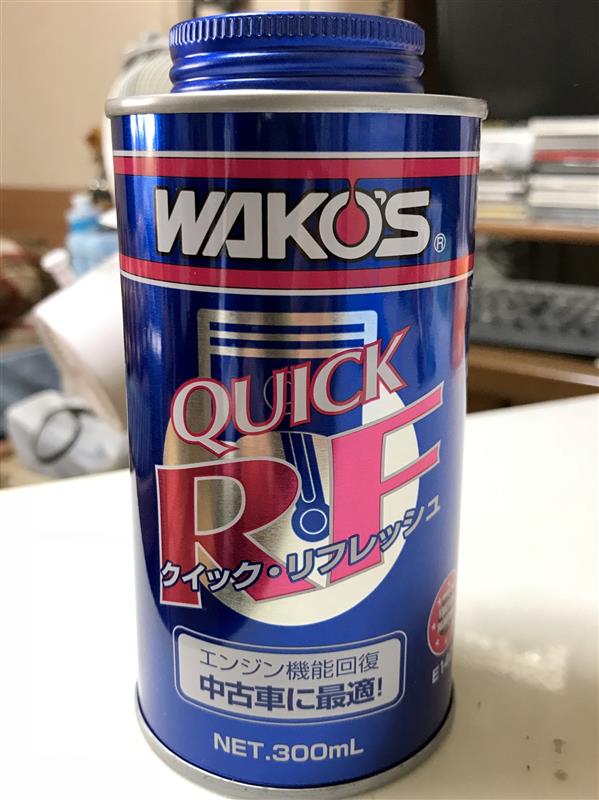 WAKO'S®
QUICK
RF
クイック・リフレッシュ
エンジン機能回復
中古車に最適!
NET.300mL